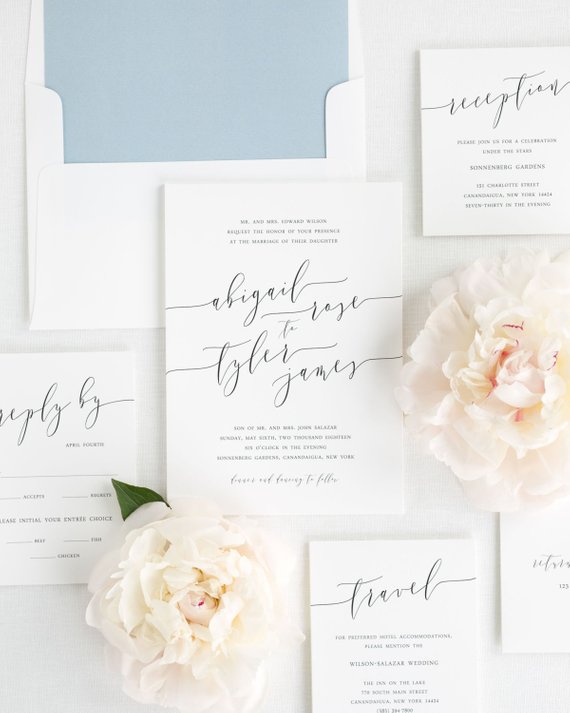 MR. AND MRS. EDWARD WILSON
REQUEST THE HONOR OF YOUR PRESENCE
AT THE MARRIAGE OF THEIR DAUGHTER
abigail
rose
to
tyler
james
SON OF MR. AND MRS. JOHN SALAZAR
SUNDAY, MAY SIXTH, TWO THOUSAND EIGHTEEN
SIX O'CLOCK IN THE EVENING
SONNENBERG GARDENS, CANANDAIGUA, NEW YORK
dinner and dancing to follow
reception
PLEASE JOIN US FOR A CELEBRATION
UNDER THE STARS
SONNENBERG GARDENS
151 CHARLOTTE STREET
CANANDAIGUA, NEW YORK 14424
SEVEN-THIRTY IN THE EVENING
reply by
APRIL FOURTH
ACCEPTS REGRETS
PLEASE INITIAL YOUR ENTRÉE CHOICE
BEEF FISH
CHICKEN
travel
FOR PREFERRED HOTEL ACCOMMODATIONS,
PLEASE MENTION THE
WILSON-SALAZAR WEDDING
THE INN ON THE LAKE
770 SOUTH MAIN STREET
CANANDAIGUA, NEW YORK 14424
(585) 394-7800
return
123